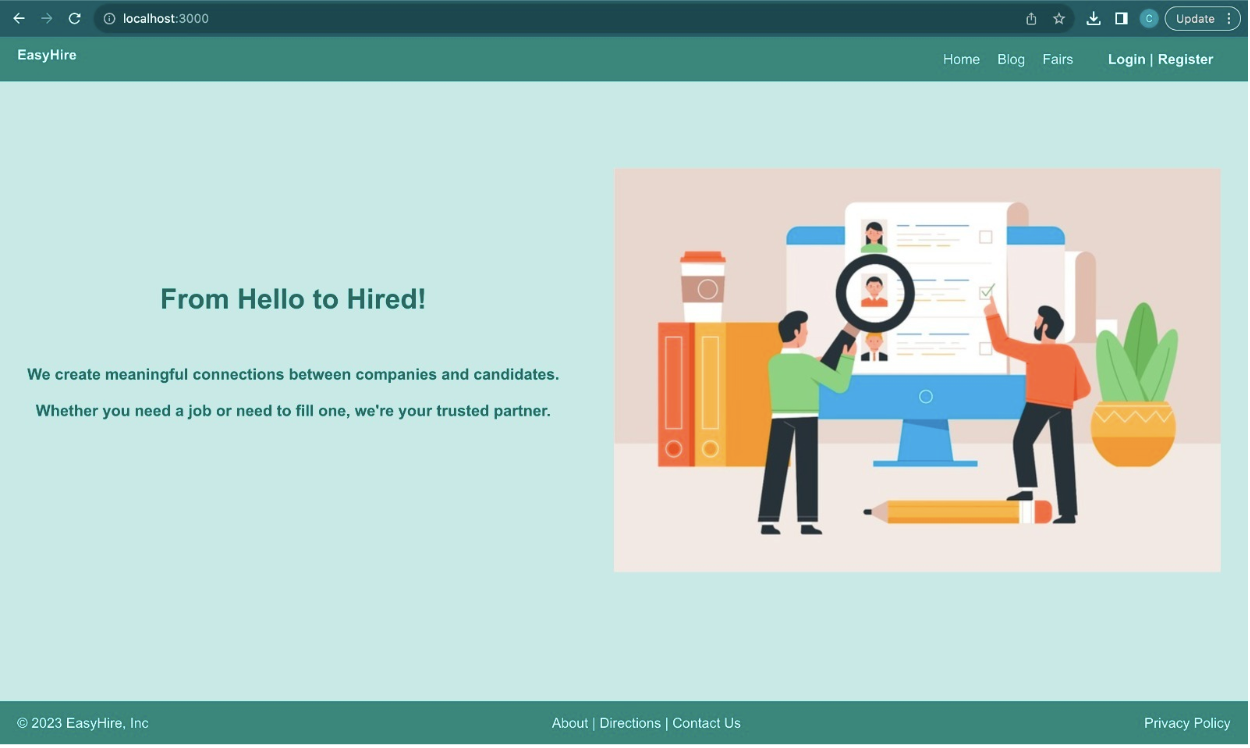 localhost:3000
C
Update
EasyHire
Home Blog Fairs Login | Register
From Hello to Hired!
We create meaningful connections between companies and candidates.
Whether you need a job or need to fill one, we're your trusted partner.
© 2023 EasyHire, Inc About | Directions | Contact Us Privacy Policy